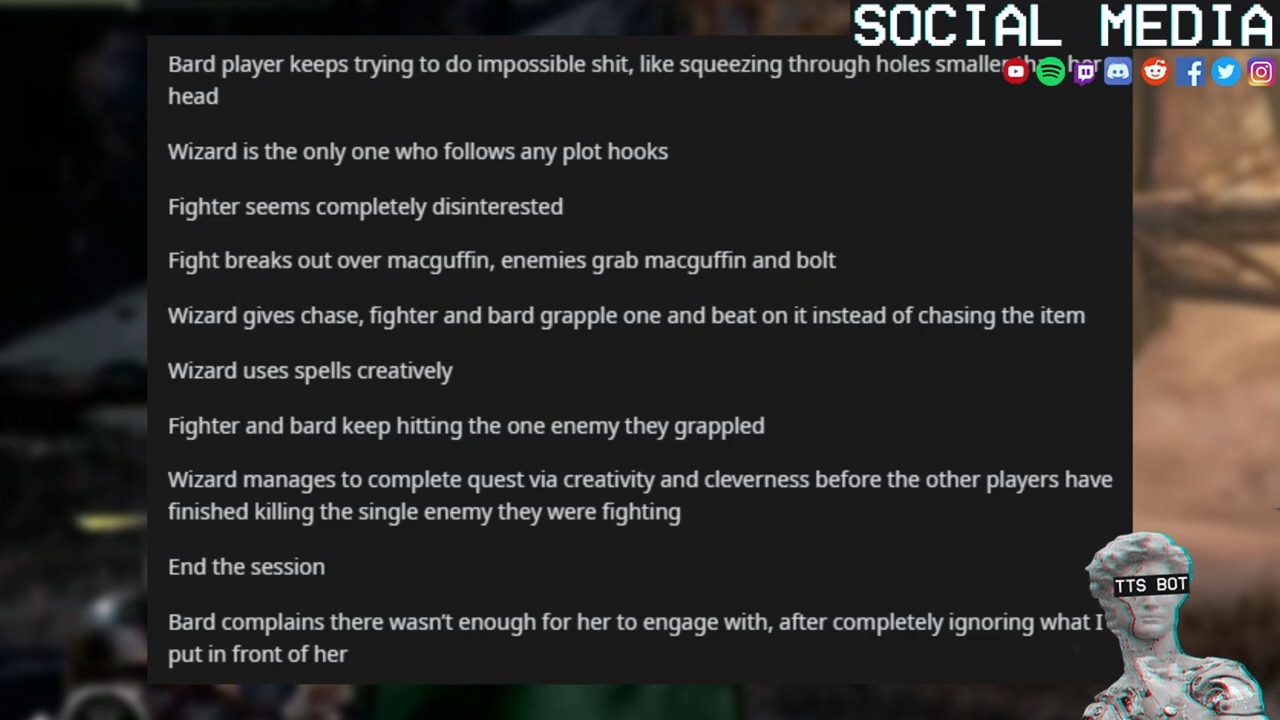 SOCIAL MEDIA
Bard player keeps trying to do impossible shit, like squeezing through holes smaller than her
head
Wizard is the only one who follows any plot hooks
Fighter seems completely disinterested
Fight breaks out over macguffin, enemies grab macguffin and bolt
Wizard gives chase, fighter and bard grapple one and beat on it instead of chasing the item
Wizard uses spells creatively
Fighter and bard keep hitting the one enemy they grappled
Wizard manages to complete quest via creativity and cleverness before the other players have
finished killing the single enemy they were fighting
End the session
Bard complains there wasn't enough for her to engage with, after completely ignoring what I
put in front of her
TTS BOT